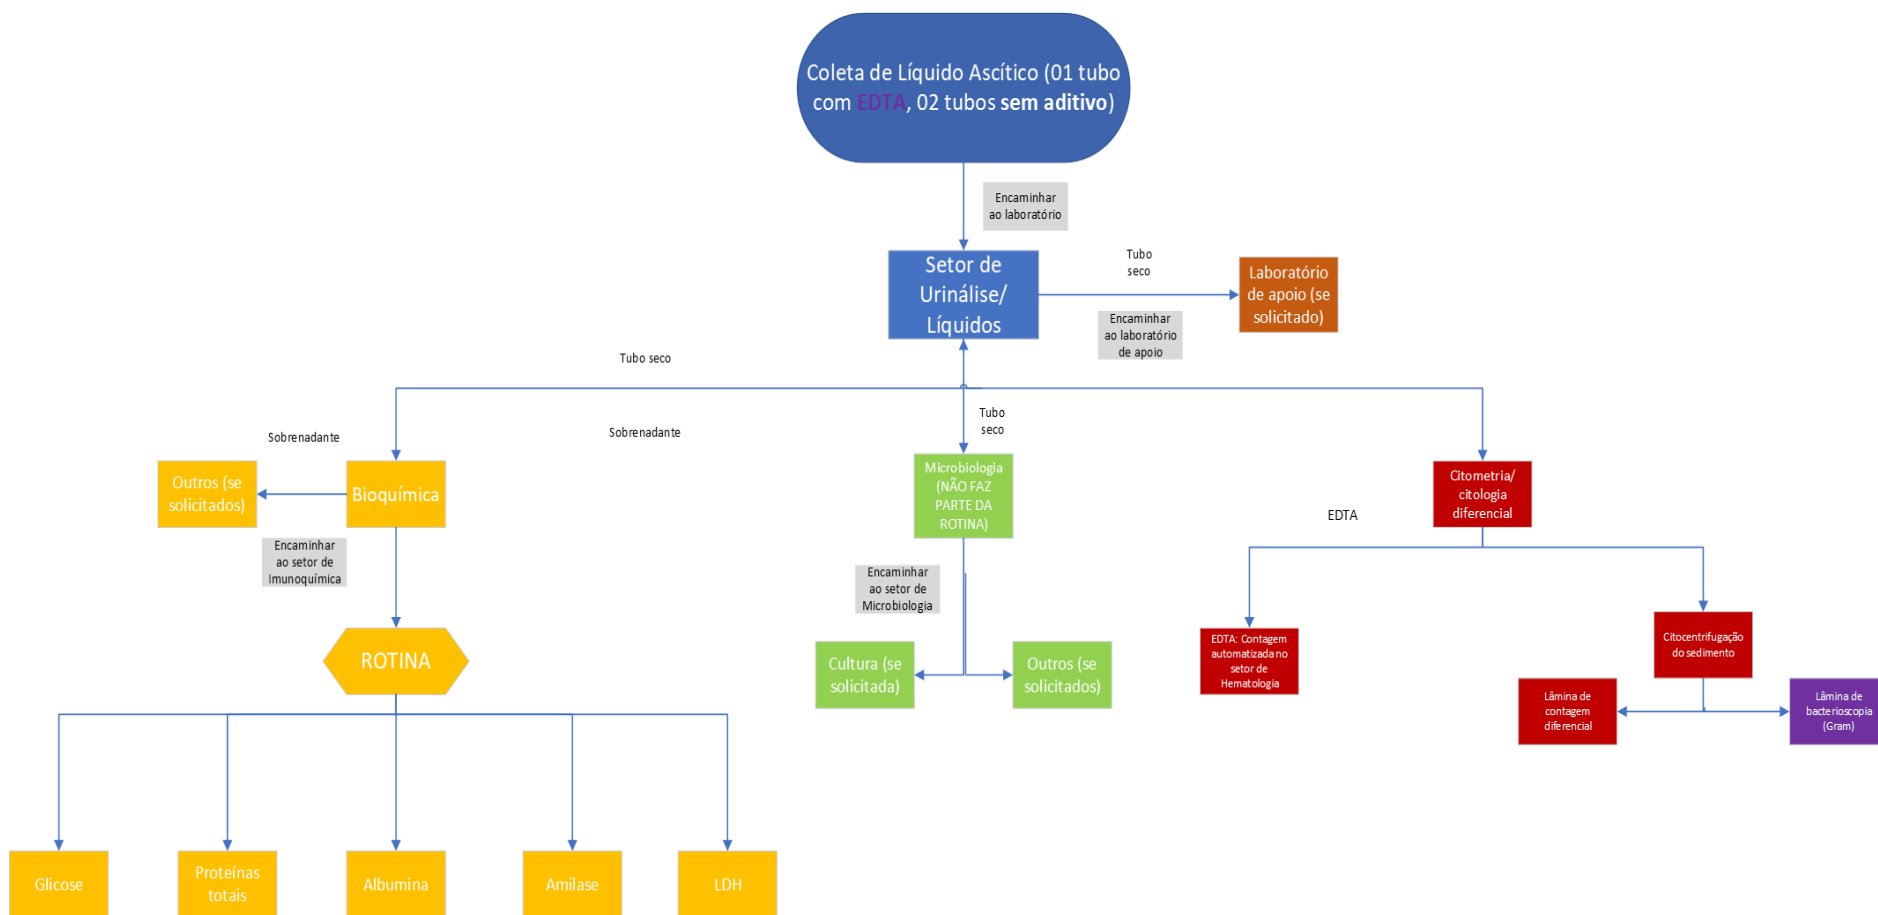 Coleta de Líquido Ascítico (01 tubo
com EDTA, 02 tubos sem aditivo)
Encaminhar
ao laboratório
Setor de
Urinálise/
Líquidos
Tubo
seco
Encaminhar
ao laboratório
de apoio
Laboratório
de apoio (se
solicitado)
Tubo seco
Sobrenadante
Sobrenadante
Tubo
seco
Outros (se
solicitados)
Bioquímica
Encaminhar
ao setor de
Imunoquímica
Microbiologia
(NÃO FAZ
PARTE DA
ROTINA)
Encaminhar
ao setor de
Microbiologia
Citometria/
citologia
diferencial
EDTA
ROTINA
Cultura (se
solicitada)
Outros (se
solicitados)
EDTA: Contagem
automatizada no
setor de
Hematologia
Citocentrifugação
do sedimento
Lâmina de
contagem
diferencial
Lâmina de
bacterioscopia
(Gram)
Glicose
Proteínas
totais
Albumina
Amilase
LDH